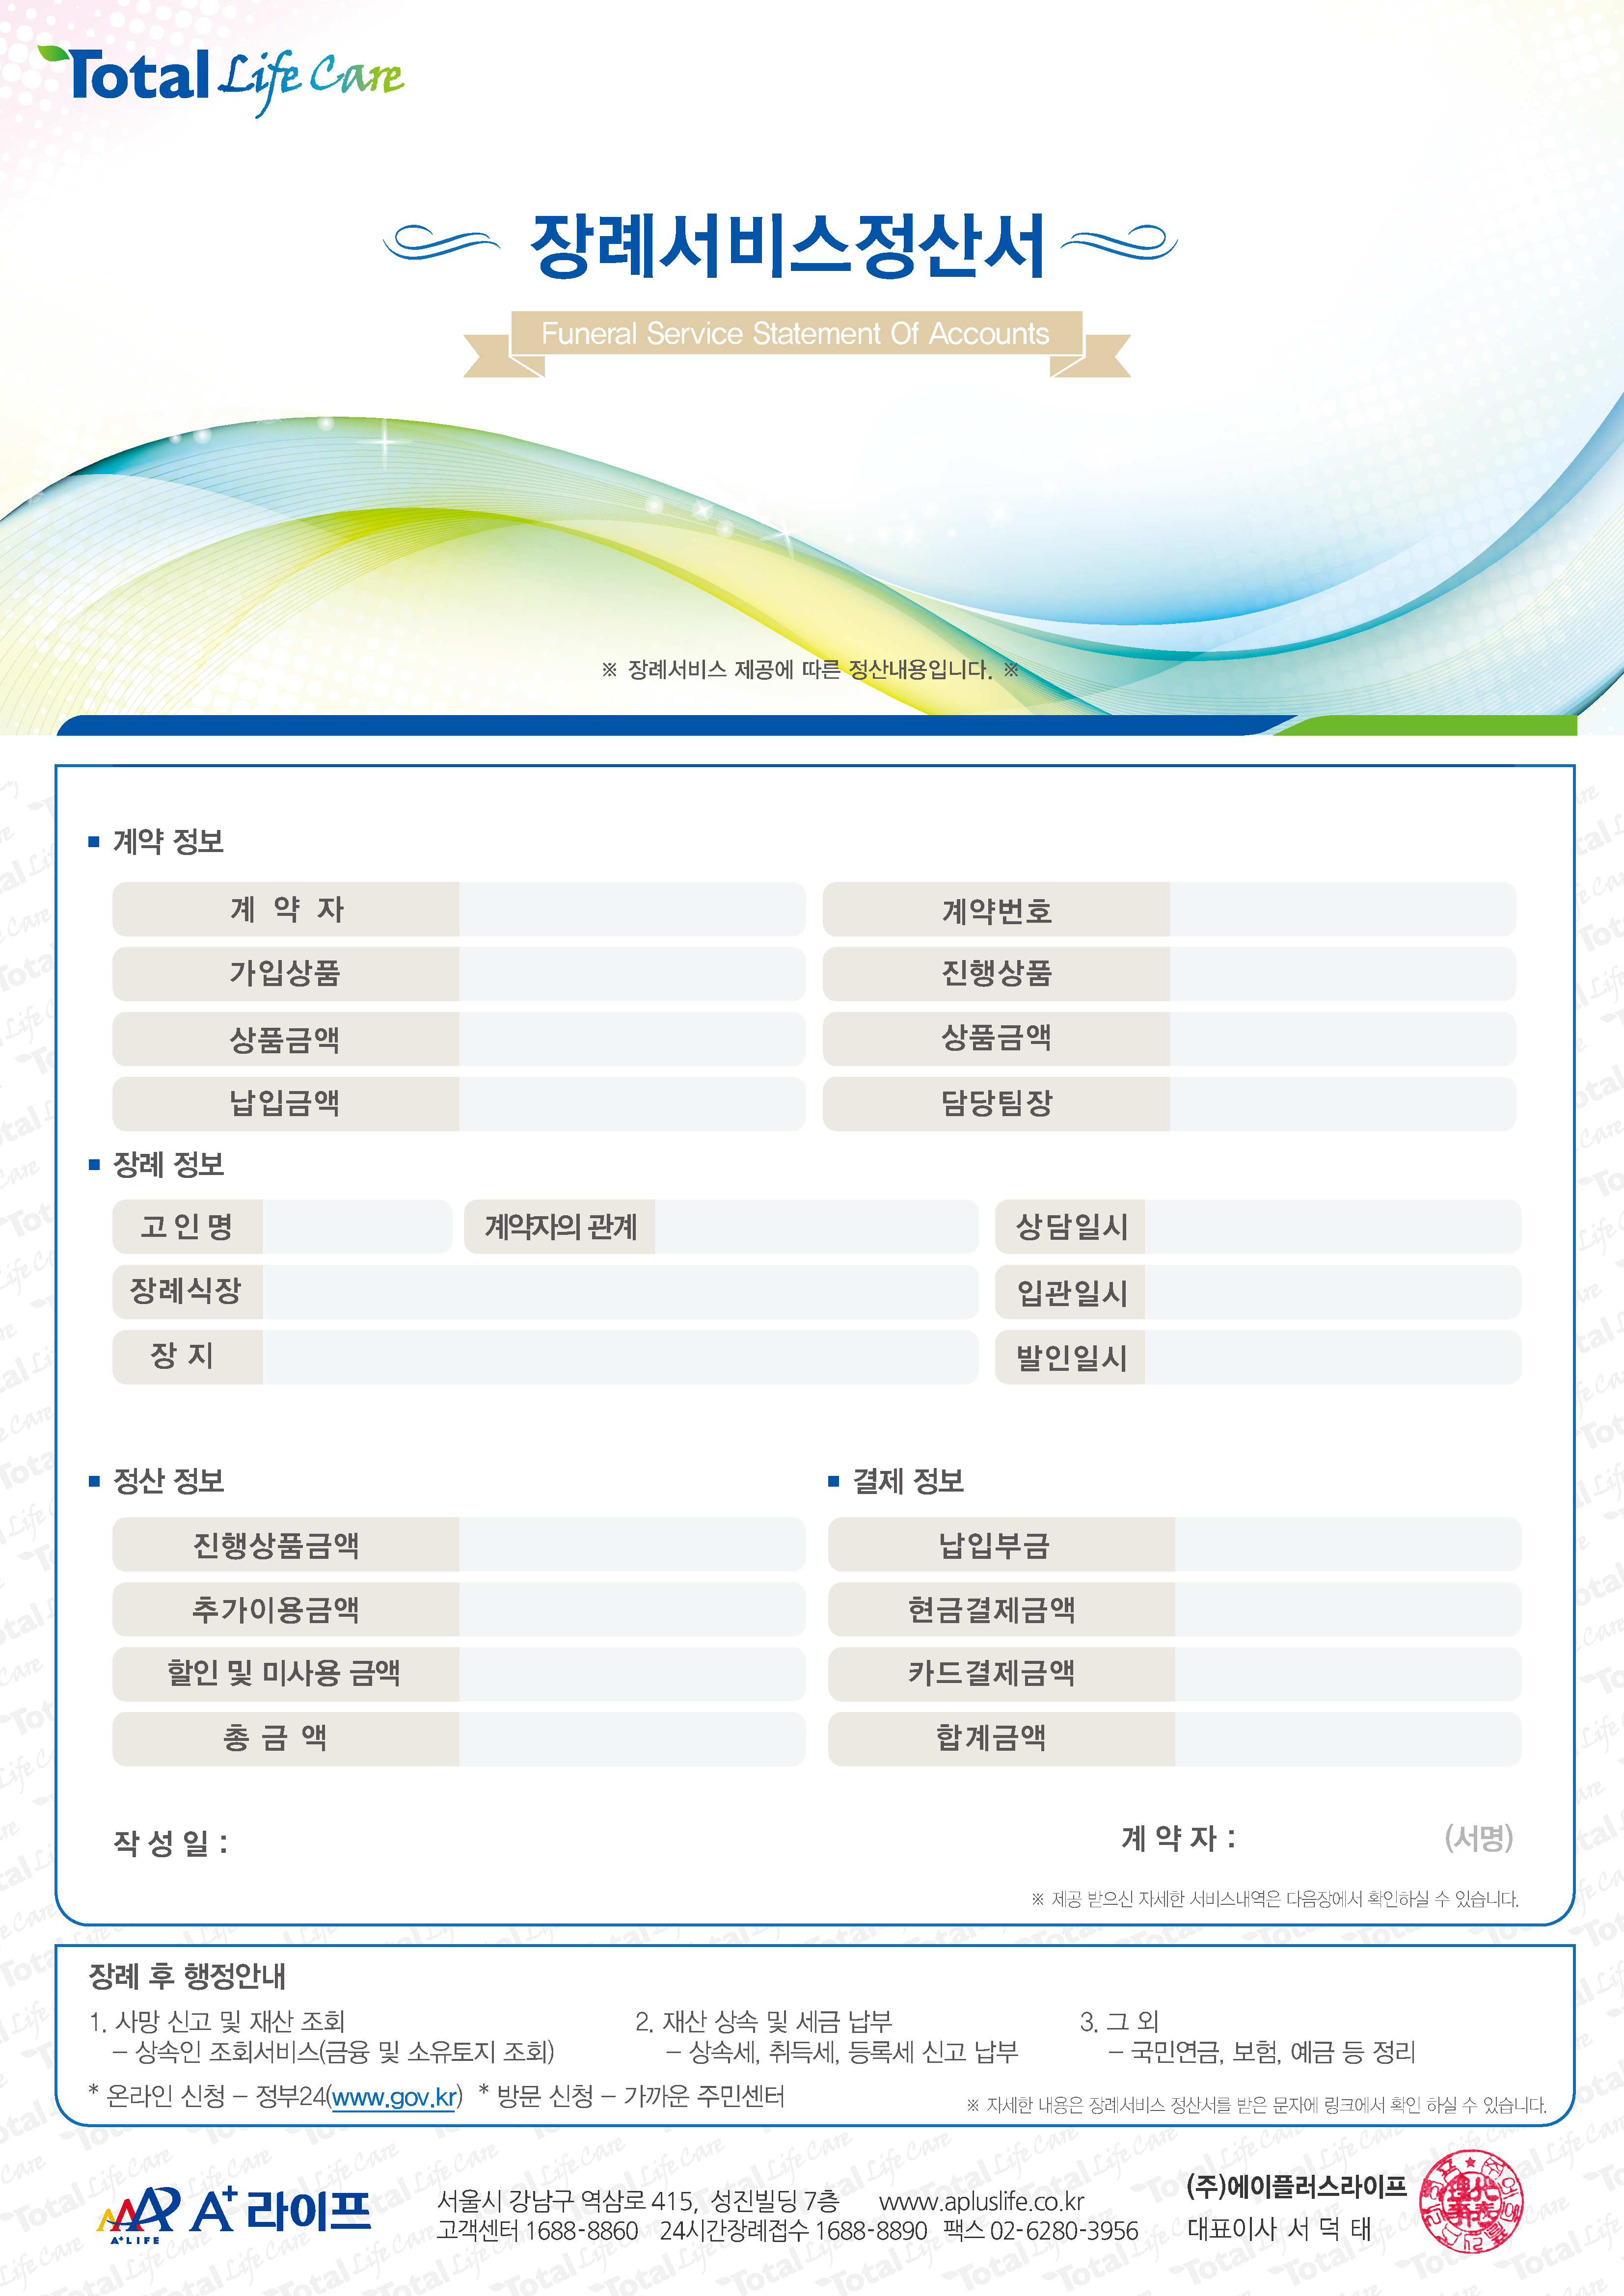 Total Life Care
장례서비스정산서
Funeral Service Statement Of Accounts
※ 장례서비스 제공에 따른 정산내용입니다. ※
■ 계약 정보
계 약 자 계약번호
가입상품 진행상품
상품금액 상품금액
납입금액 담당팀장
■ 장례 정보
고인명 계약자의 관계 상담일시
장례식장 입관일시
장 지 발인일시
■ 정산 정보 ■ 결제 정보
진행상품금액 납입부금
추가이용금액 현금결제금액
할인 및 미사용 금액 카드결제금액
총 금 액 합계금액
작 성 일 : 계 약 자 : (서명)
※ 제공 받으신 자세한 서비스내역은 다음장에서 확인하실 수 있습니다.
장례 후 행정안내
1. 사망 신고 및 재산 조회 2. 재산 상속 및 세금 납부 3. 그 외
- 상속인 조회서비스(금융 및 소유토지 조회) - 상속세, 취득세, 등록세 신고 납부 - 국민연금, 보험, 예금 등 정리
* 온라인 신청 - 정부24(www.gov.kr) * 방문 신청 - 가까운 주민센터
※ 자세한 내용은 장례서비스 정산서를 받은 문자에 링크에서 확인 하실 수 있습니다.
A+LIFE A+ 라이프
서울시 강남구 역삼로 415, 성진빌딩 7층 www.apluslife.co.kr
고객센터 1688-8860 24시간장례접수 1688-8890 팩스 02-6280-3956
(주)에이플러스라이프
대표이사 서 덕 태